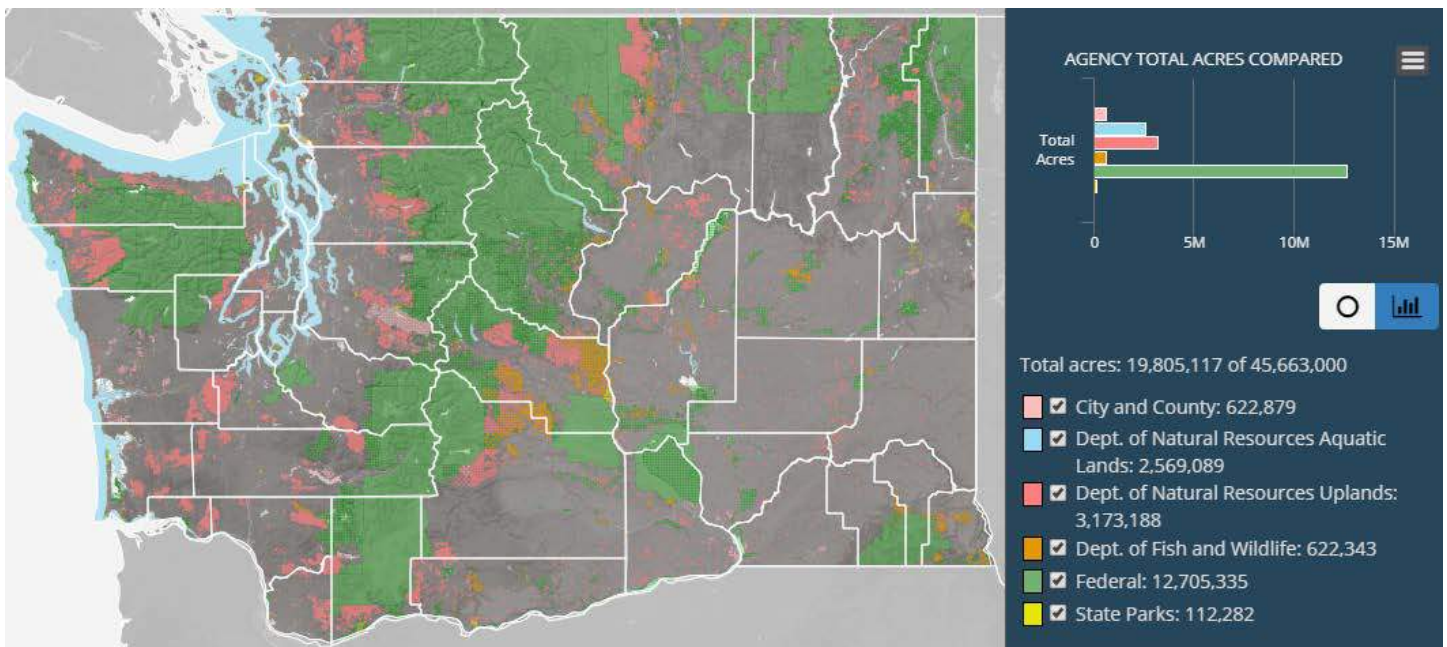 AGENCY TOTAL ACRES COMPARED
Total
Acres
0 5M 10M 15M
Total acres: 19,805,117 of 45,663,000
City and County: 622,879
Dept. of Natural Resources Aquatic
Lands: 2,569,089
Dept. of Natural Resources Uplands:
3,173,188
Dept. of Fish and Wildlife: 622,343
Federal: 12,705,335
State Parks: 112,282